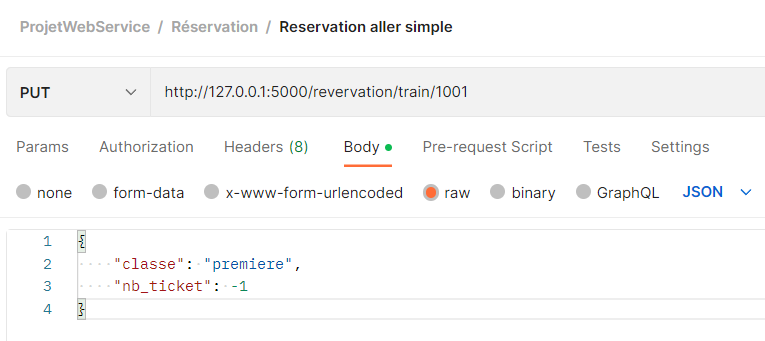 ProjetWebService / Réservation / Reservation aller simple
PUT http://127.0.0.1:5000/revervation/train/1001
Params Authorization Headers (8) Body Pre-request Script Tests Settings
none form-data x-www-form-urlencoded raw binary GraphQL JSON
1 {
2 ····"classe":·"premiere",
3 ····"nb_ticket":·-1
4 }